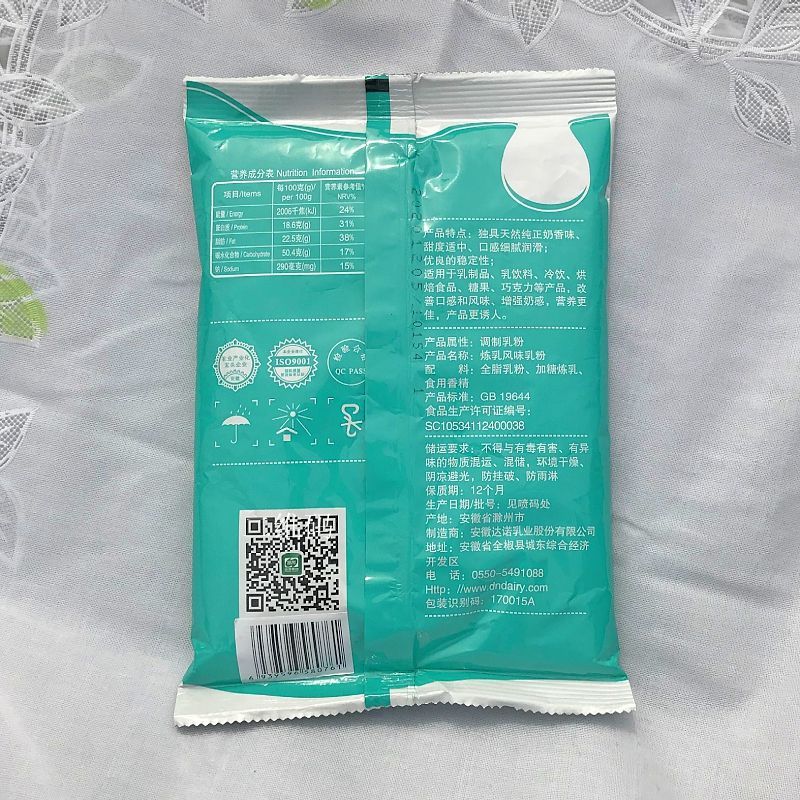 营养成分表 Nutrition Information
项目/Items 每100克(g)/per 100g 营养素参考值% NRV%
能量/Energy 2006千焦(kJ) 24%
蛋白质/Protein 18.6克(g) 31%
脂肪/Fat 22.5克(g) 38%
碳水化合物/Carbohydrate 50.4克(g) 17%
钠/Sodium 290毫克(mg) 15%
农业产业化
龙头企业
安徽
ISO9001
检验合
QC PASS
6939596580761
产品特点：独具天然纯正奶香味、
甜度适中、口感细腻润滑；
优良的稳定性；
适用于乳制品、乳饮料、冷饮、烘
焙食品、糖果、巧克力等产品，改
善口感和风味、增强奶感，营养更
佳，产品更诱人。
产品属性：调制乳粉
产品名称：炼乳风味乳粉
配 料：全脂乳粉、加糖炼乳、
食用香精
产品标准：GB 19644
食品生产许可证编号：
SC10534112400038
储运要求：不得与有毒有害、有异
味的物质混运、混储，环境干燥、
阴凉避光，防挂破、防雨淋
保质期：12个月
生产日期/批号：见喷码处
产地：安徽省滁州市
制造商：安徽达诺乳业股份有限公司
地址：安徽省全椒县城东综合经济
开发区
电 话：0550-5491088
Http：//www.dndairy.com
包装识别码：170015A